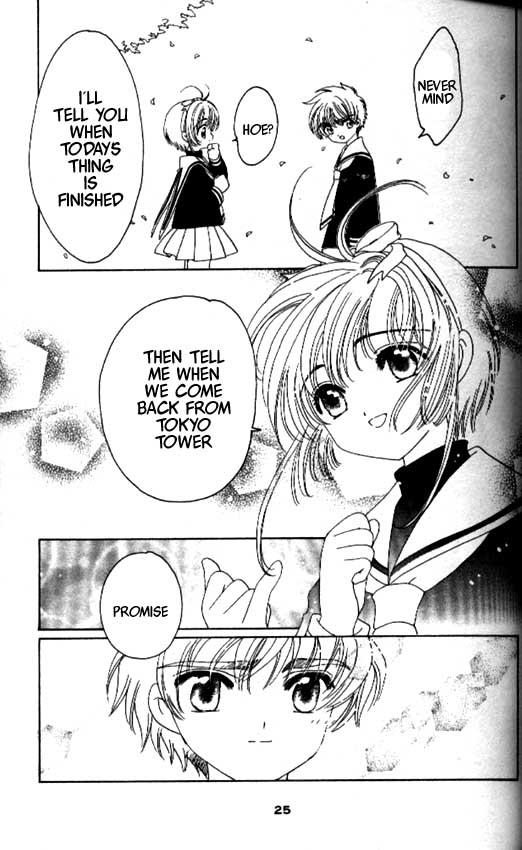 NEVER
MIND
HOE?
I'LL
TELL YOU
WHEN
TODAYS
THING
IS
FINISHED
THEN TELL
ME WHEN
WE COME
BACK FROM
TOKYO
TOWER
PROMISE
25